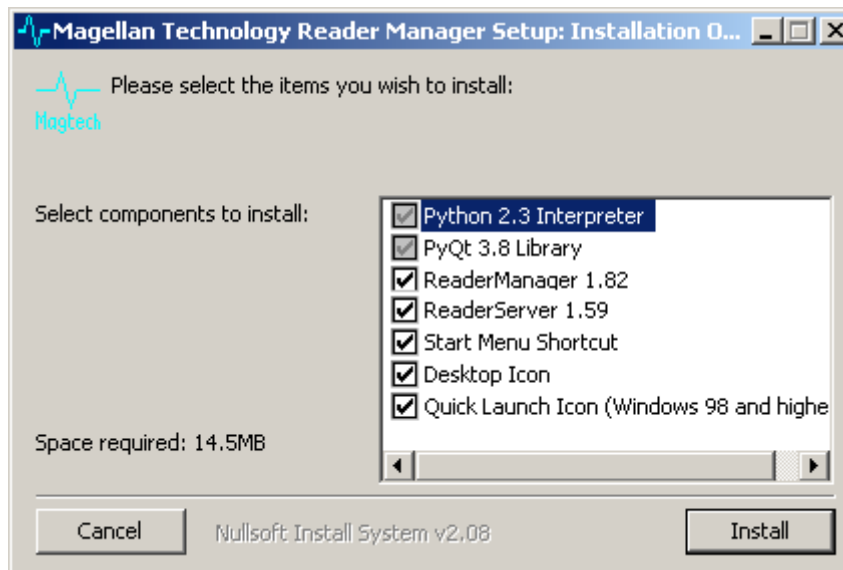 Magellan Technology Reader Manager Setup: Installation O...
Please select the items you wish to install:
Magtech
Select components to install:
Python 2.3 Interpreter
PyQt 3.8 Library
ReaderManager 1.82
ReaderServer 1.59
Start Menu Shortcut
Desktop Icon
Quick Launch Icon (Windows 98 and highe
Space required: 14.5MB
Cancel
Nullsoft Install System v2.08
Install